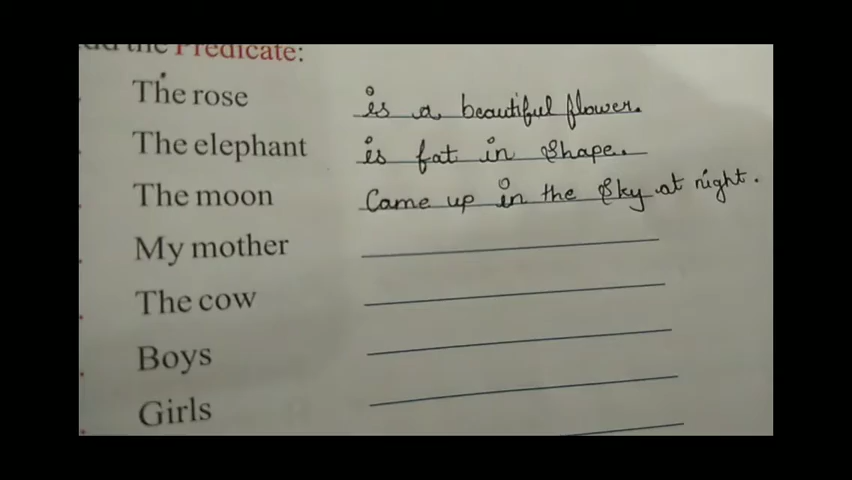 the Predicate:
The rose is a beautiful flower.
The elephant is fat in Shape.
The moon Came up in the Sky at night.
My mother
The cow
Boys
Girls